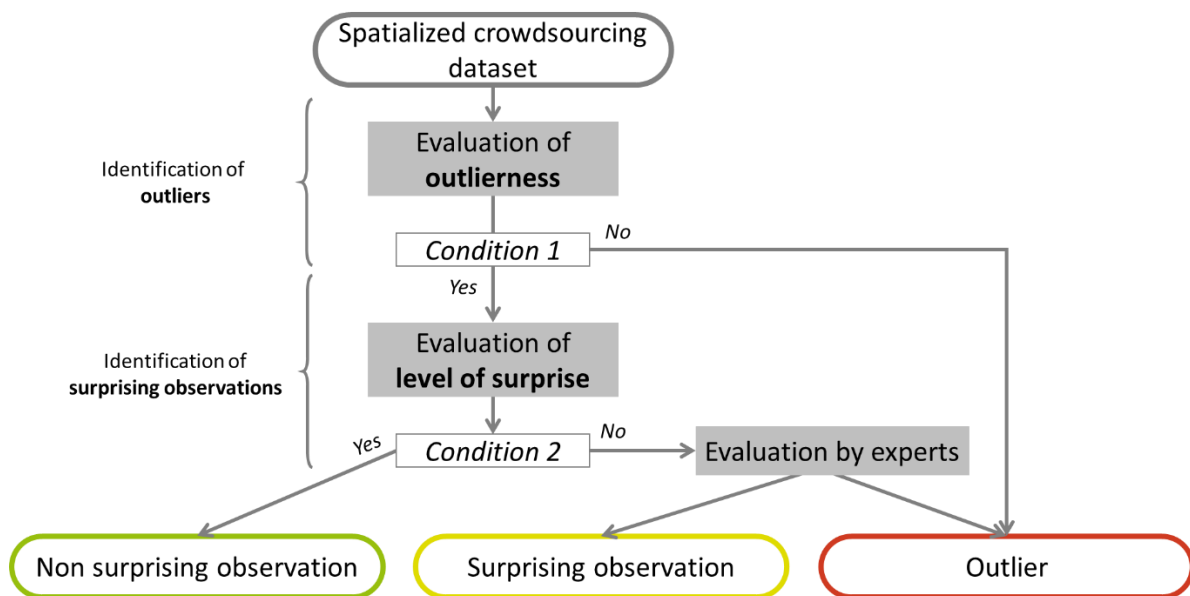 Spatialized crowdsourcing
dataset
Identification of
outliers
Evaluation of
outlierness
Condition 1
No
Yes
Identification of
surprising observations
Evaluation of
level of surprise
Yes
Condition 2
No
Evaluation by experts
Non surprising observation
Surprising observation
Outlier